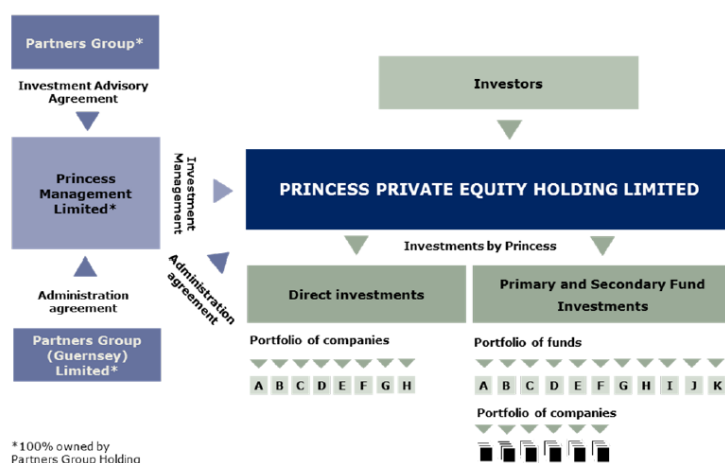 Partners Group*
Investment Advisory
Agreement
Princess
Management
Limited*
Investment
Management
Administration
agreement
Administration
agreement
Partners Group
(Guernsey)
Limited*
*100% owned by
Partners Group Holding
Investors
PRINCESS PRIVATE EQUITY HOLDING LIMITED
Investments by Princess
Direct investments
Primary and Secondary Fund
Investments
Portfolio of companies
A B C D E F G H
Portfolio of funds
A B C D E F G H I J K
Portfolio of companies